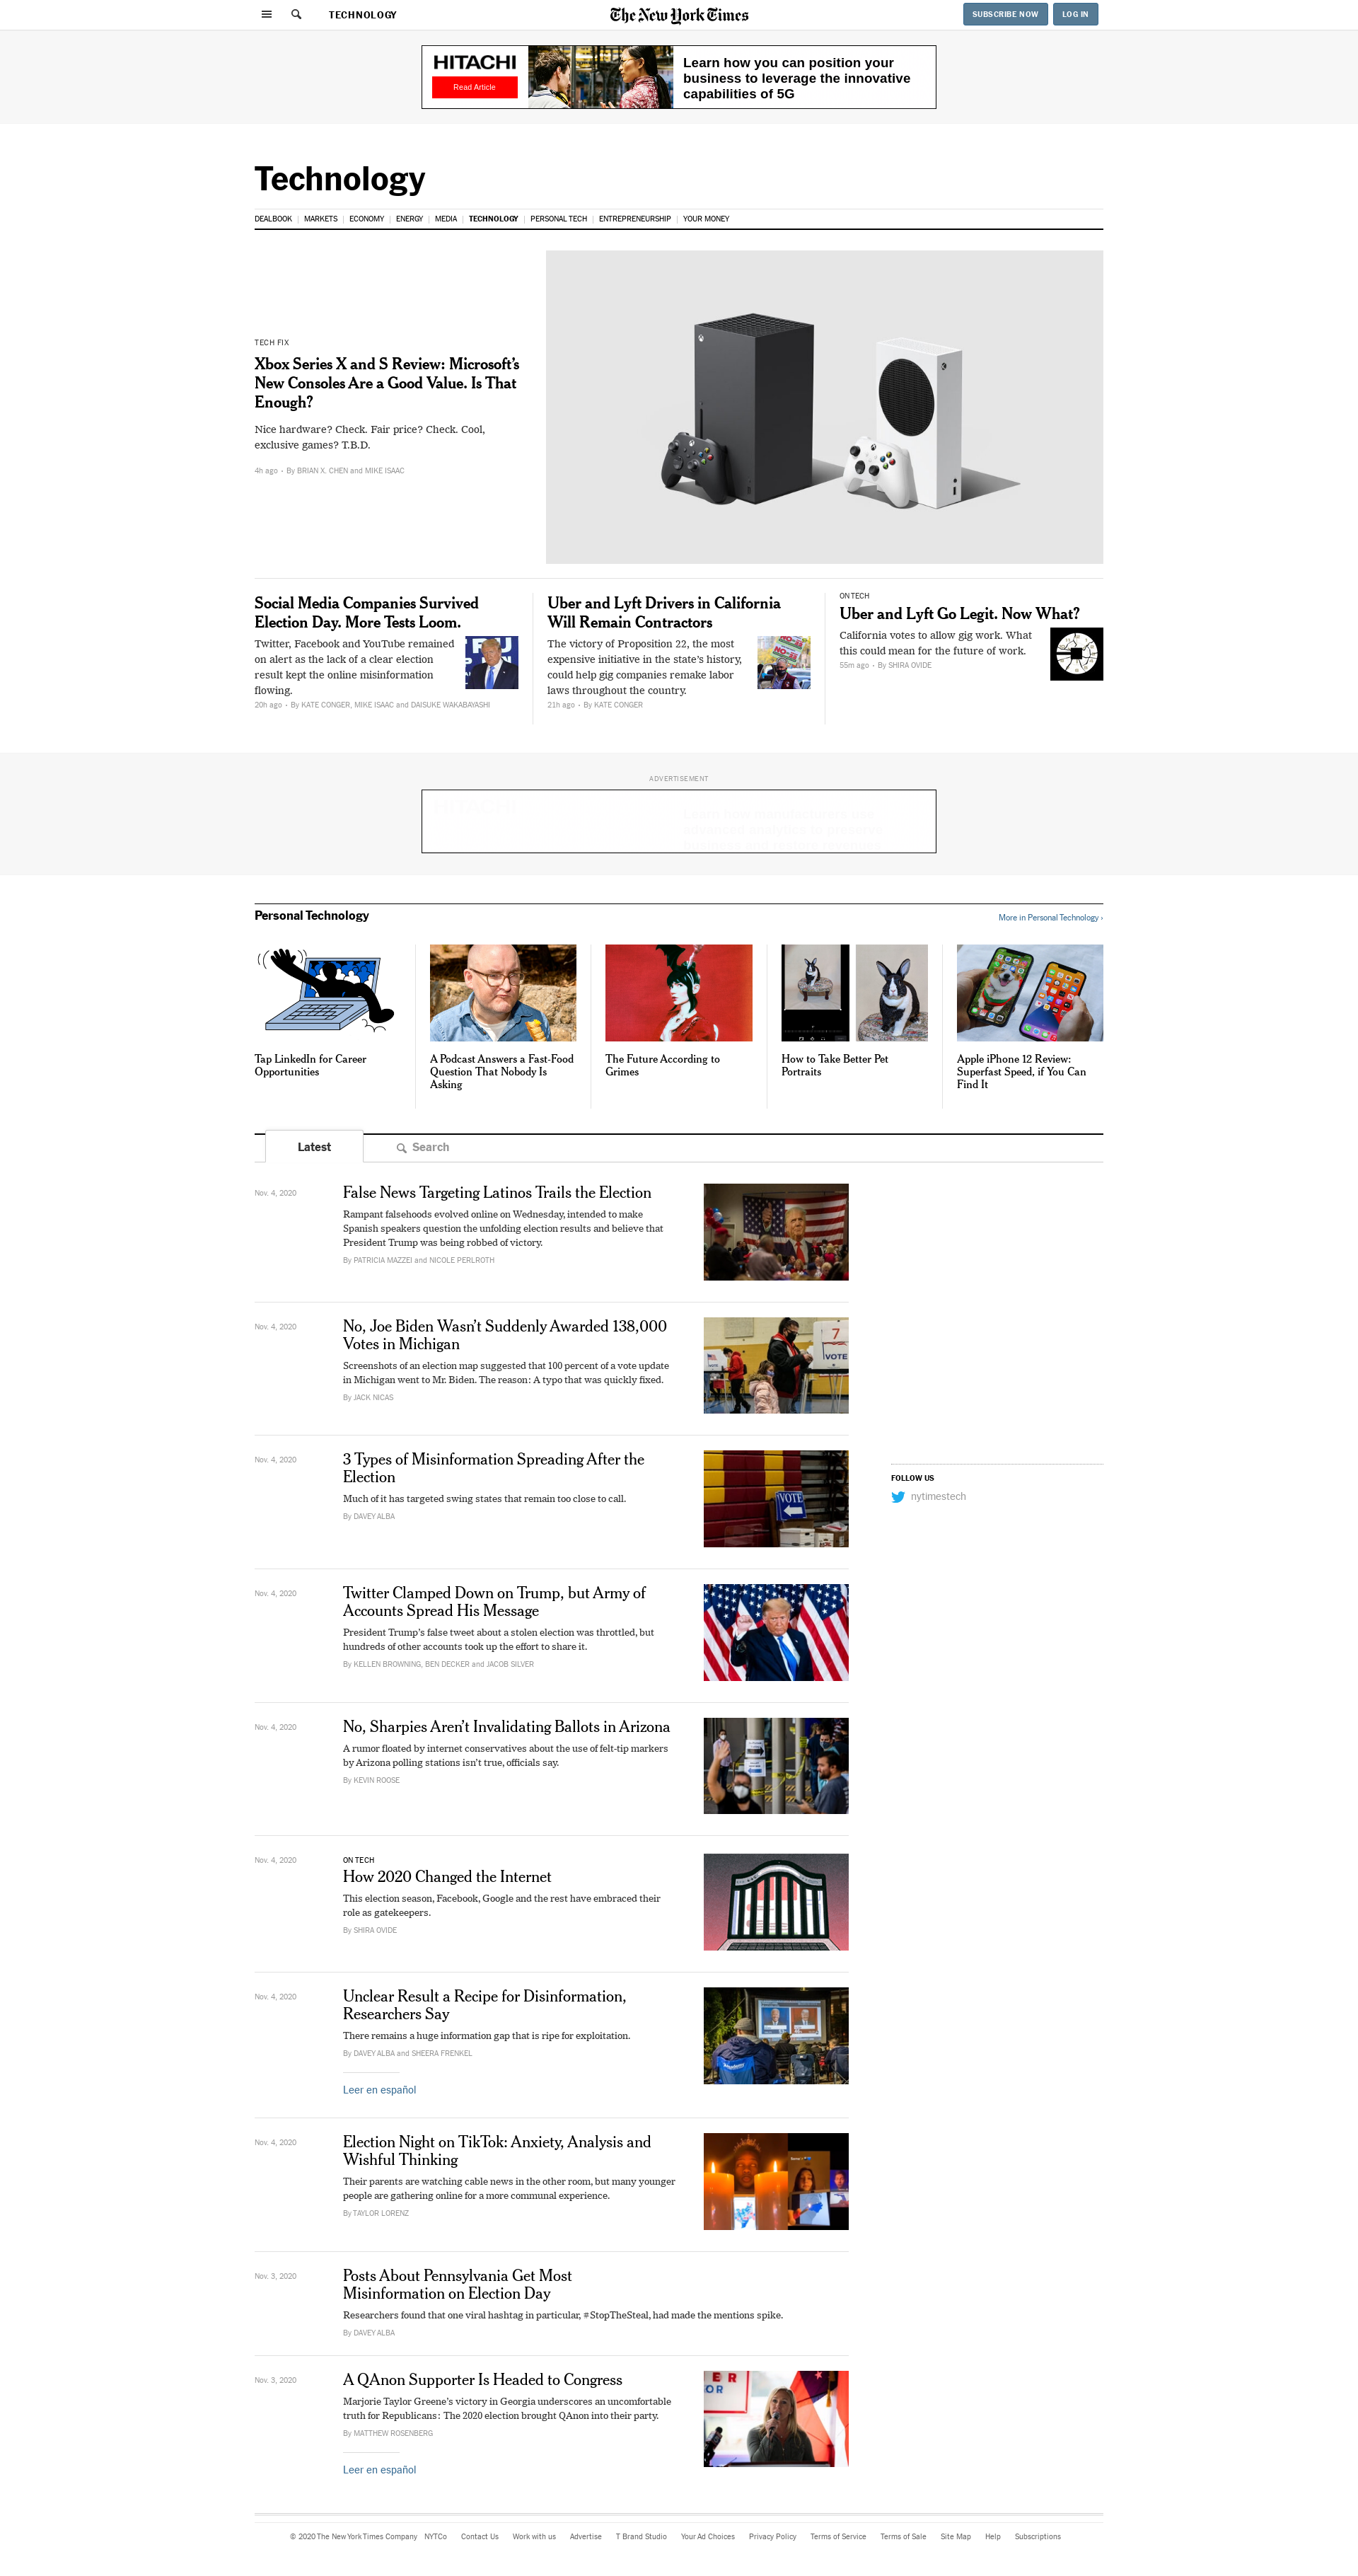 TECHNOLOGY
The New York Times
SUBSCRIBE NOW
LOG IN
HITACHI
Read Article
Learn how you can position your
business to leverage the innovative
capabilities of 5G
Technology
DEALBOOK | MARKETS | ECONOMY | ENERGY | MEDIA | TECHNOLOGY | PERSONAL TECH | ENTREPRENEURSHIP | YOUR MONEY
TECH FIX
Xbox Series X and S Review: Microsoft’s
New Consoles Are a Good Value. Is That
Enough?
Nice hardware? Check. Fair price? Check. Cool,
exclusive games? T.B.D.
4h ago • By BRIAN X. CHEN and MIKE ISAAC
Social Media Companies Survived
Election Day. More Tests Loom.
Twitter, Facebook and YouTube remained
on alert as the lack of a clear election
result kept the online misinformation
flowing.
20h ago • By KATE CONGER, MIKE ISAAC and DAISUKE WAKABAYASHI
Uber and Lyft Drivers in California
Will Remain Contractors
The victory of Proposition 22, the most
expensive initiative in the state’s history,
could help gig companies remake labor
laws throughout the country.
21h ago • By KATE CONGER
ON TECH
Uber and Lyft Go Legit. Now What?
California votes to allow gig work. What
this could mean for the future of work.
55m ago • By SHIRA OVIDE
ADVERTISEMENT
Personal Technology
More in Personal Technology ›
Tap LinkedIn for Career
Opportunities
A Podcast Answers a Fast-Food
Question That Nobody Is
Asking
The Future According to
Grimes
How to Take Better Pet
Portraits
Apple iPhone 12 Review:
Superfast Speed, if You Can
Find It
Latest
Search
Nov. 4, 2020
False News Targeting Latinos Trails the Election
Rampant falsehoods evolved online on Wednesday, intended to make
Spanish speakers question the unfolding election results and believe that
President Trump was being robbed of victory.
By PATRICIA MAZZEI and NICOLE PERLROTH
Nov. 4, 2020
No, Joe Biden Wasn’t Suddenly Awarded 138,000
Votes in Michigan
Screenshots of an election map suggested that 100 percent of a vote update
in Michigan went to Mr. Biden. The reason: A typo that was quickly fixed.
By JACK NICAS
7
VOTE
Nov. 4, 2020
3 Types of Misinformation Spreading After the
Election
Much of it has targeted swing states that remain too close to call.
By DAVEY ALBA
VOTE
FOLLOW US
nytimestech
Nov. 4, 2020
Twitter Clamped Down on Trump, but Army of
Accounts Spread His Message
President Trump’s false tweet about a stolen election was throttled, but
hundreds of other accounts took up the effort to share it.
By KELLEN BROWNING, BEN DECKER and JACOB SILVER
Nov. 4, 2020
No, Sharpies Aren’t Invalidating Ballots in Arizona
A rumor floated by internet conservatives about the use of felt-tip markers
by Arizona polling stations isn’t true, officials say.
By KEVIN ROOSE
Nov. 4, 2020
ON TECH
How 2020 Changed the Internet
This election season, Facebook, Google and the rest have embraced their
role as gatekeepers.
By SHIRA OVIDE
Nov. 4, 2020
Unclear Result a Recipe for Disinformation,
Researchers Say
There remains a huge information gap that is ripe for exploitation.
By DAVEY ALBA and SHEERA FRENKEL
Leer en español
Nov. 4, 2020
Election Night on TikTok: Anxiety, Analysis and
Wishful Thinking
Their parents are watching cable news in the other room, but many younger
people are gathering online for a more communal experience.
By TAYLOR LORENZ
Nov. 3, 2020
Posts About Pennsylvania Get Most
Misinformation on Election Day
Researchers found that one viral hashtag in particular, #StopTheSteal, had made the mentions spike.
By DAVEY ALBA
Nov. 3, 2020
A QAnon Supporter Is Headed to Congress
Marjorie Taylor Greene’s victory in Georgia underscores an uncomfortable
truth for Republicans: The 2020 election brought QAnon into their party.
By MATTHEW ROSENBERG
Leer en español
© 2020 The New York Times Company NYTCo Contact Us Work with us Advertise T Brand Studio Your Ad Choices Privacy Policy Terms of Service Terms of Sale Site Map Help Subscriptions